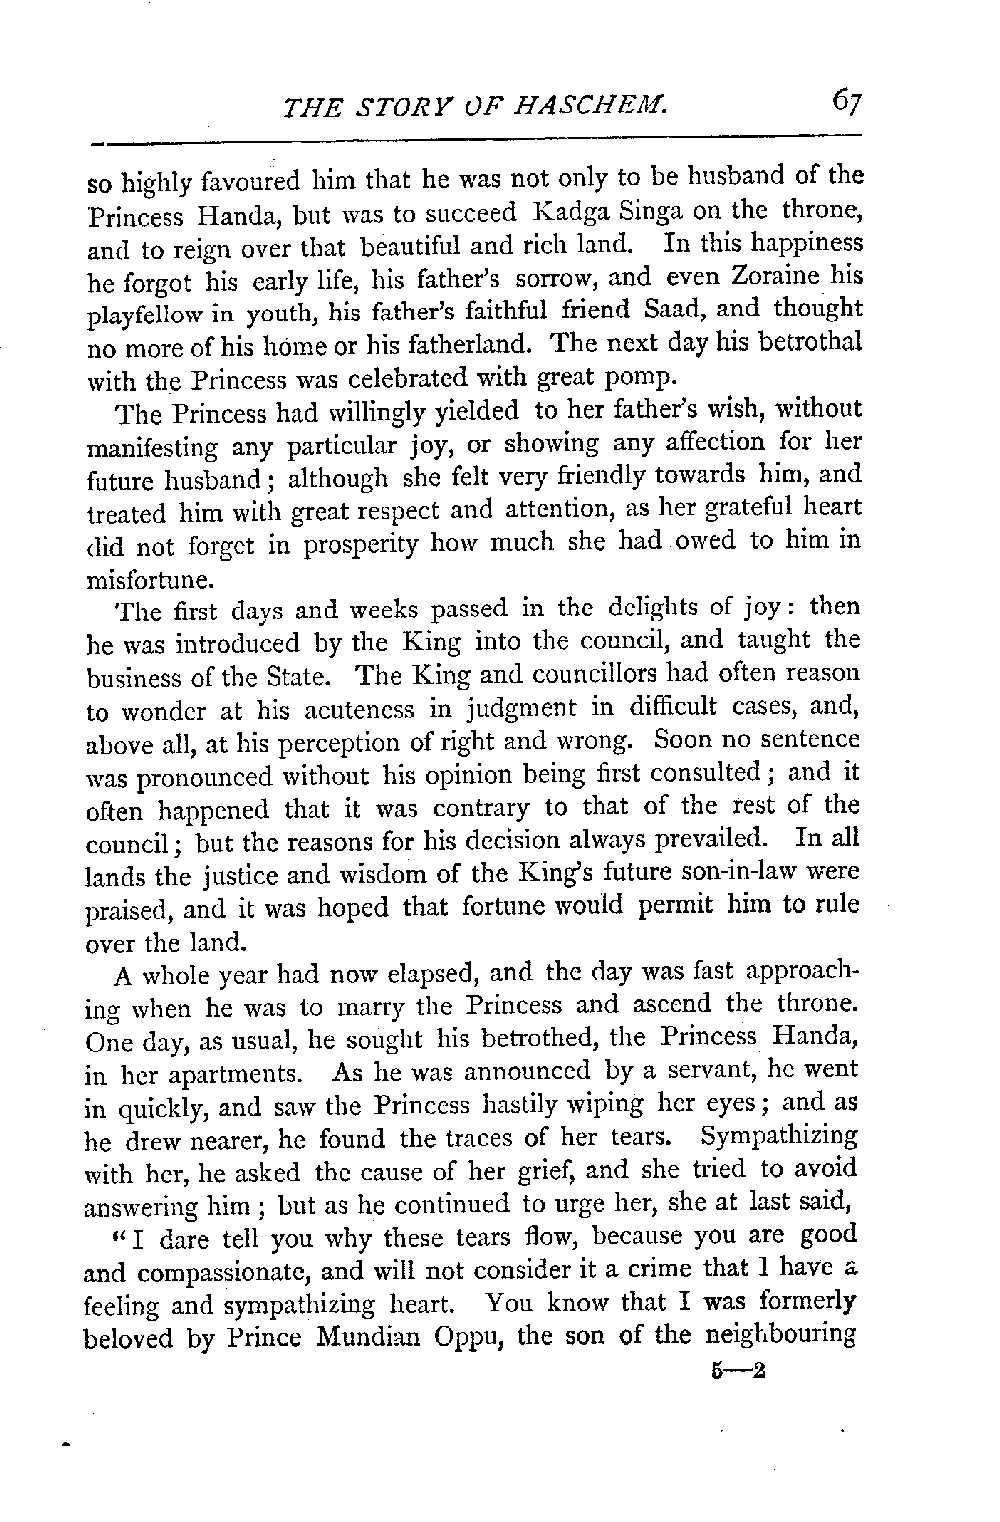 THE STORY OF HASCHEM. 67
so highly favoured him that he was not only to be husband of the
Princess Handa, but was to succeed Kadga Singa on the throne,
and to reign over that beautiful and rich land. In this happiness
he forgot his early life, his father's sorrow, and even Zoraine his
playfellow in youth, his father's faithful friend Saad, and thought
no more of his home or his fatherland. The next day his betrothal
with the Princess was celebrated with great pomp.
The Princess had willingly yielded to her father's wish, without
manifesting any particular joy, or showing any affection for her
future husband; although she felt very friendly towards him, and
treated him with great respect and attention, as her grateful heart
did not forget in prosperity how much she had owed to him in
misfortune.
The first days and weeks passed in the delights of joy: then
he was introduced by the King into the council, and taught the
business of the State. The King and councillors had often reason
to wonder at his acuteness in judgment in difficult cases, and,
above all, at his perception of right and wrong. Soon no sentence
was pronounced without his opinion being first consulted; and it
often happened that it was contrary to that of the rest of the
council; but the reasons for his decision always prevailed. In all
lands the justice and wisdom of the King's future son-in-law were
praised, and it was hoped that fortune would permit him to rule
over the land.
A whole year had now elapsed, and the day was fast approach-
ing when he was to marry the Princess and ascend the throne.
One day, as usual, he sought his betrothed, the Princess Handa,
in her apartments. As he was announced by a servant, he went
in quickly, and saw the Princess hastily wiping her eyes; and as
he drew nearer, he found the traces of her tears. Sympathizing
with her, he asked the cause of her grief, and she tried to avoid
answering him; but as he continued to urge her, she at last said,
"I dare tell you why these tears flow, because you are good
and compassionate, and will not consider it a crime that I have a
feeling and sympathizing heart. You know that I was formerly
beloved by Prince Mundian Oppu, the son of the neighbouring
5—2